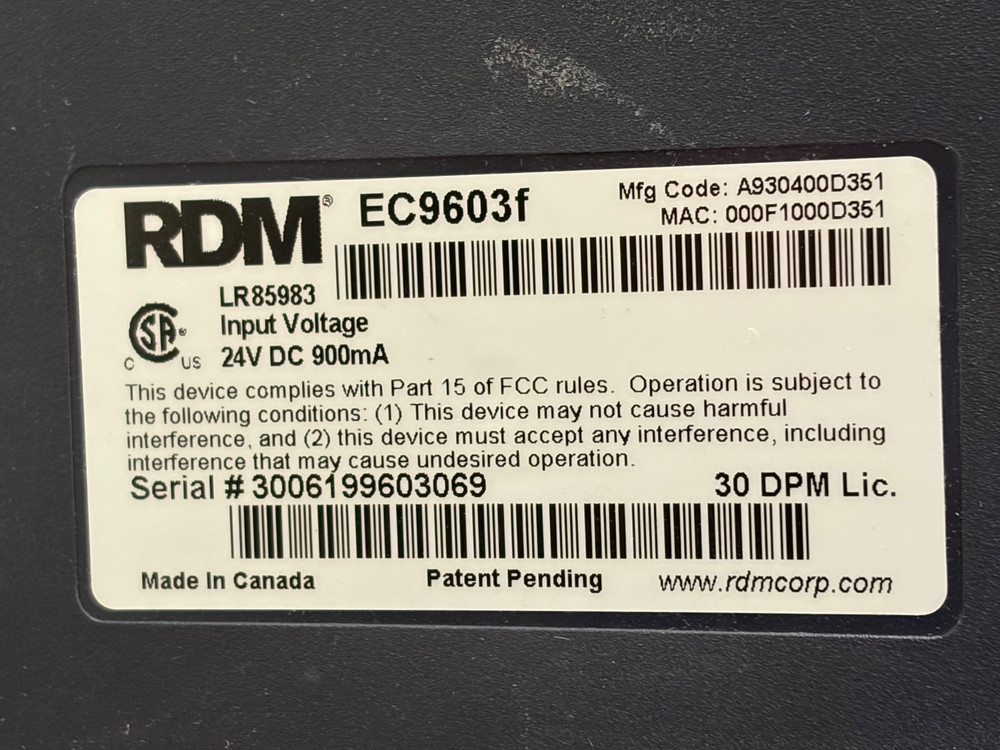 RDM® EC9603f
Mfg Code: A930400D351
MAC: 000F1000D351
LR85983
Input Voltage
24V DC 900mA
CSA®
C US
This device complies with Part 15 of FCC rules. Operation is subject to
the following conditions: (1) This device may not cause harmful
interference, and (2) this device must accept any interference, including
interference that may cause undesired operation.
Serial # 3006199603069 30 DPM Lic.
Made In Canada Patent Pending www.rdmcorp.com